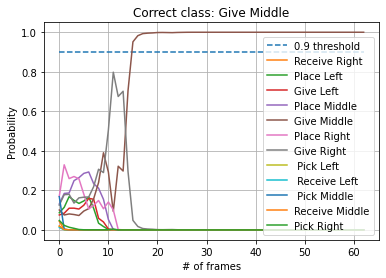 Correct class: Give Middle
1.0
0.8
0.6
0.4
0.2
0.0
Probability
0.9 threshold
Receive Right
Place Left
Give Left
Place Middle
Give Middle
Place Right
Give Right
Pick Left
Receive Left
Pick Middle
Receive Middle
Pick Right
0 10 20 30 40 50 60
# of frames